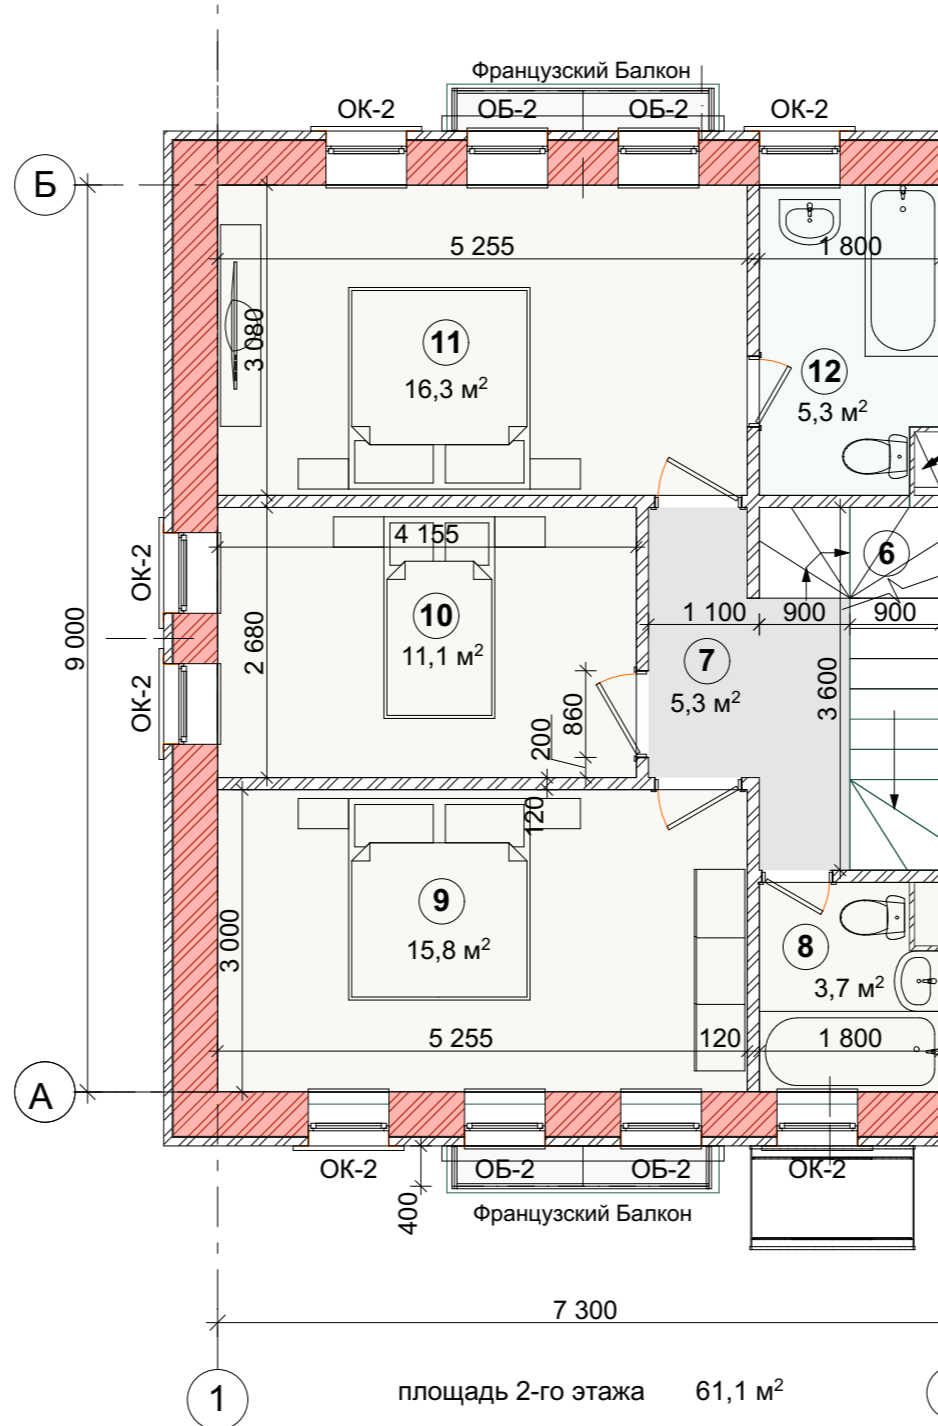 Французский Балкон
ОК-2
ОБ-2
ОБ-2
ОК-2
Б
5 255
1 800
3 080
11
16,3 м²
12
5,3 м²
ОК-2
4 155
6
9 000
2 680
10
11,1 м²
1 100
900
900
7
5,3 м²
3 600
ОК-2
860
200
120
9
15,8 м²
3 000
8
3,7 м²
5 255
120
1 800
А
ОК-2
ОБ-2
ОБ-2
ОК-2
400
Французский Балкон
7 300
1
площадь 2-го этажа 61,1 м²